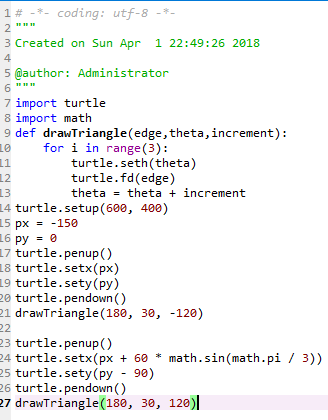 1 # -*- coding: utf-8 -*-
2 """
3 Created on Sun Apr  1 22:49:26 2018
4
5 @author: Administrator
6 """
7 import turtle
8 import math
9 def drawTriangle(edge,theta,increment):
10     for i in range(3):
11         turtle.seth(theta)
12         turtle.fd(edge)
13         theta = theta + increment
14 turtle.setup(600, 400)
15 px = -150
16 py = 0
17 turtle.penup()
18 turtle.setx(px)
19 turtle.sety(py)
20 turtle.pendown()
21 drawTriangle(180, 30, -120)
22
23 turtle.penup()
24 turtle.setx(px + 60 * math.sin(math.pi / 3))
25 turtle.sety(py - 90)
26 turtle.pendown()
27 drawTriangle(180, 30, 120)